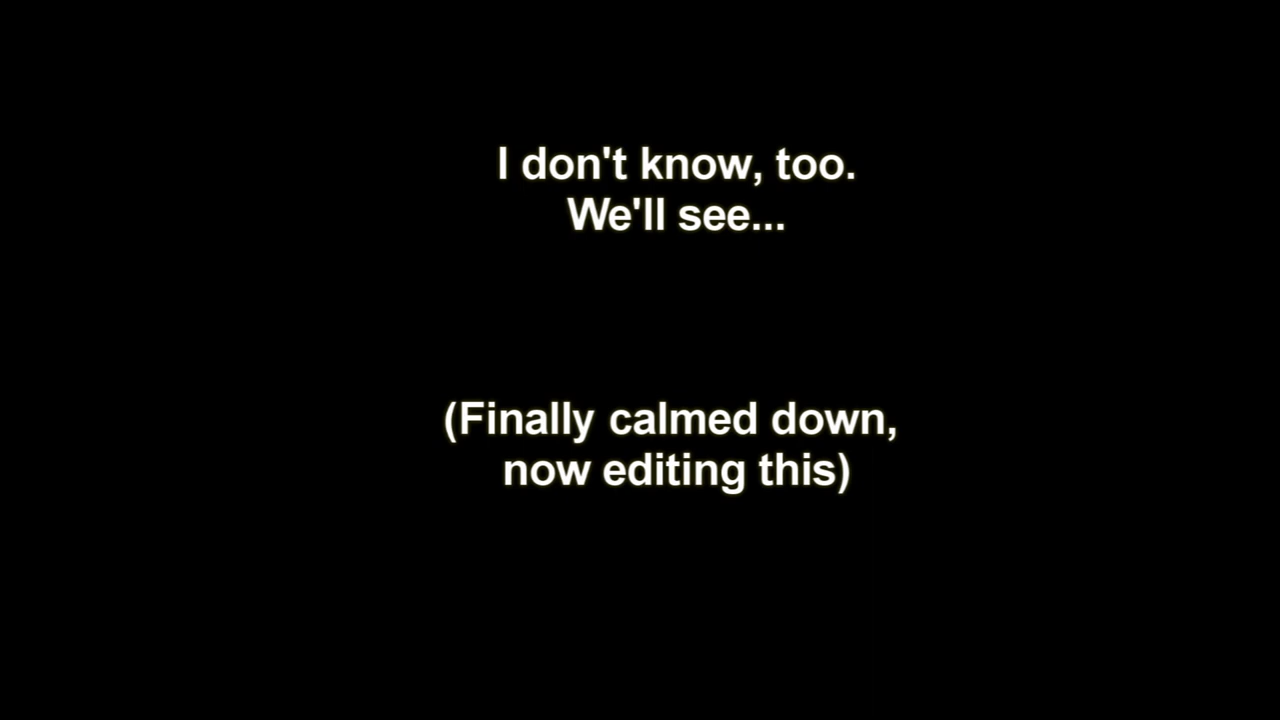 I don't know, too.
We'll see...
(Finally calmed down,
now editing this)